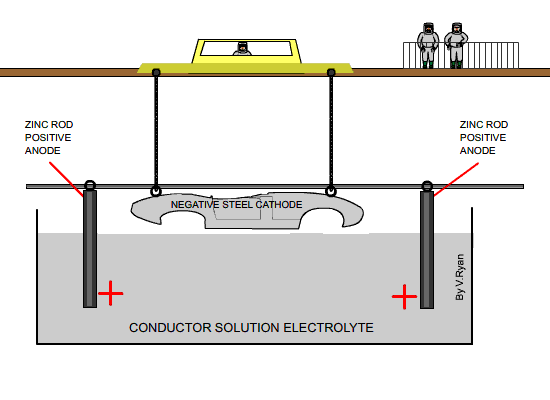 ZINC ROD
POSITIVE
ANODE
ZINC ROD
POSITIVE
ANODE
NEGATIVE STEEL CATHODE
By V.Ryan
CONDUCTOR SOLUTION ELECTROLYTE